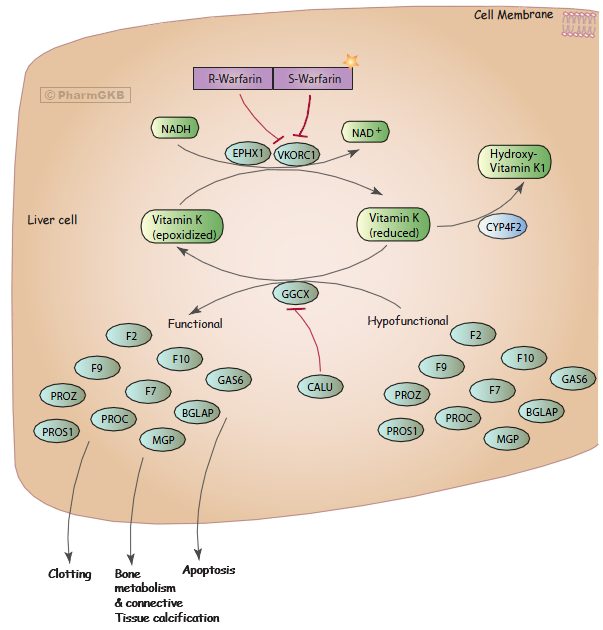 Cell Membrane
R-Warfarin
S-Warfarin
© PharmGKB
NADH
NAD+
EPHX1
VKORC1
Hydroxy-
Vitamin K1
Liver cell
Vitamin K
(epoxidized)
Vitamin K
(reduced)
CYP4F2
GGCX
Functional
Hypofunctional
F2
F9
F10
GAS6
PROZ
F7
BGLAP
PROS1
PROC
MGP
CALU
F2
F9
F10
GAS6
PROZ
F7
BGLAP
PROS1
PROC
MGP
Clotting
Bone
metabolism
& connective
Tissue calcification
Apoptosis